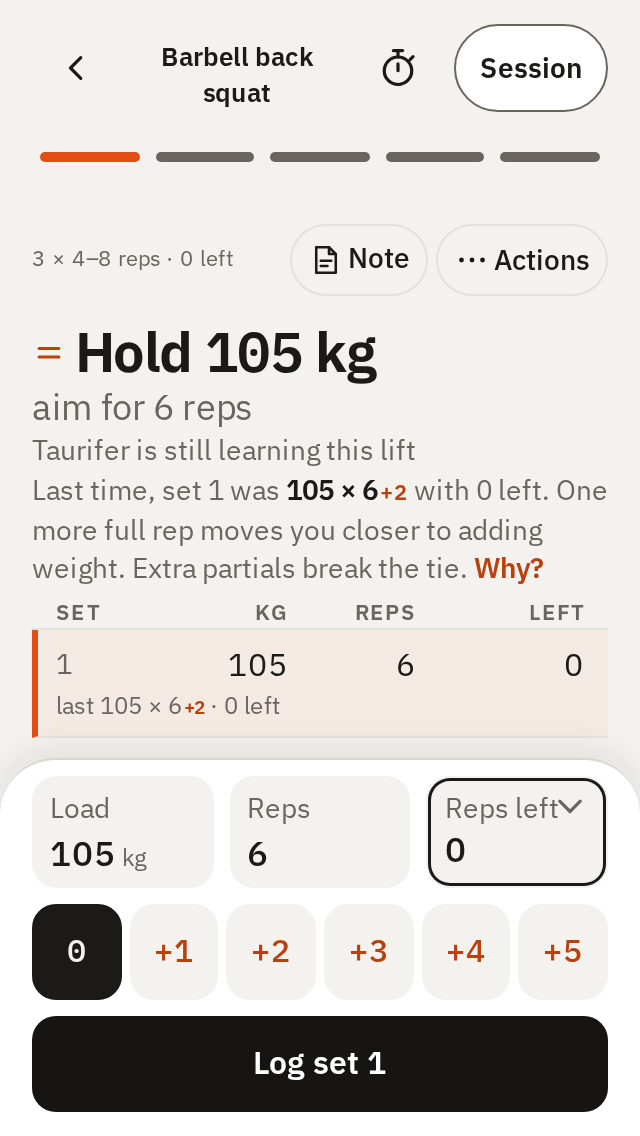 Barbell back
squat
Session
3 × 4–8 reps · 0 left
Note
Actions
= Hold 105 kg
aim for 6 reps
Taurifer is still learning this lift
Last time, set 1 was 105 × 6+2 with 0 left. One
more full rep moves you closer to adding
weight. Extra partials break the tie. Why?
SET KG REPS LEFT
1 105 6 0
last 105 × 6+2 · 0 left
Load Reps Reps left
105 kg 6 0
0 +1 +2 +3 +4 +5
Log set 1